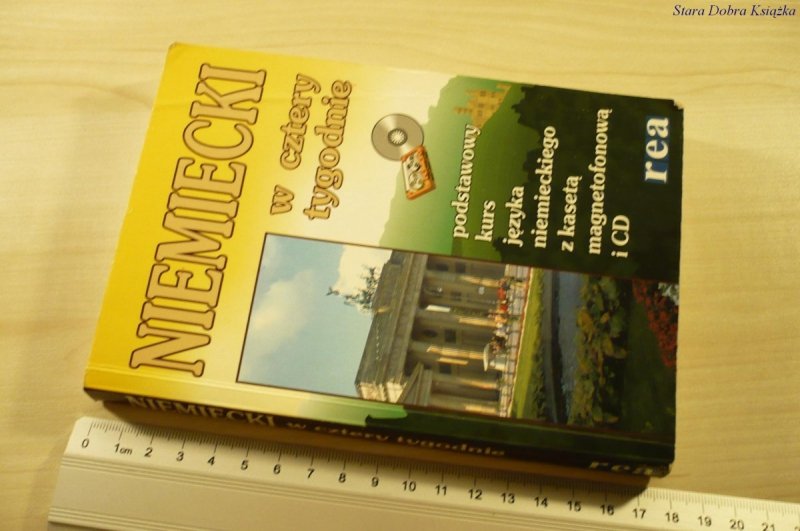 Stara Dobra Książka
NIEMIECKI
w cztery
tygodnie
podstawowy
kurs
języka
niemieckiego
z kasetą
magnetofonową
i CD
rea
NIEMIECKI w cztery tygodnie
rea
0 1cm 2 3 4 5 6 7 8 9 10 11 12 13 14 15 16 17 18 19 20 21